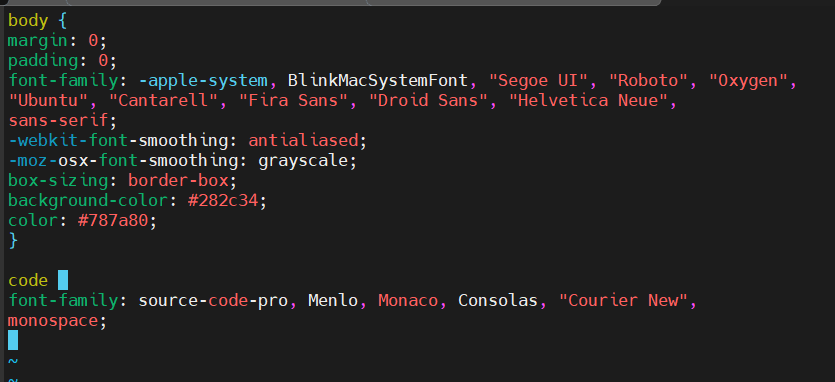 body {
margin: 0;
padding: 0;
font-family: -apple-system, BlinkMacSystemFont, "Segoe UI", "Roboto", "Oxygen",
"Ubuntu", "Cantarell", "Fira Sans", "Droid Sans", "Helvetica Neue",
sans-serif;
-webkit-font-smoothing: antialiased;
-moz-osx-font-smoothing: grayscale;
box-sizing: border-box;
background-color: #282c34;
color: #787a80;
}

code
font-family: source-code-pro, Menlo, Monaco, Consolas, "Courier New",
monospace;
~
~